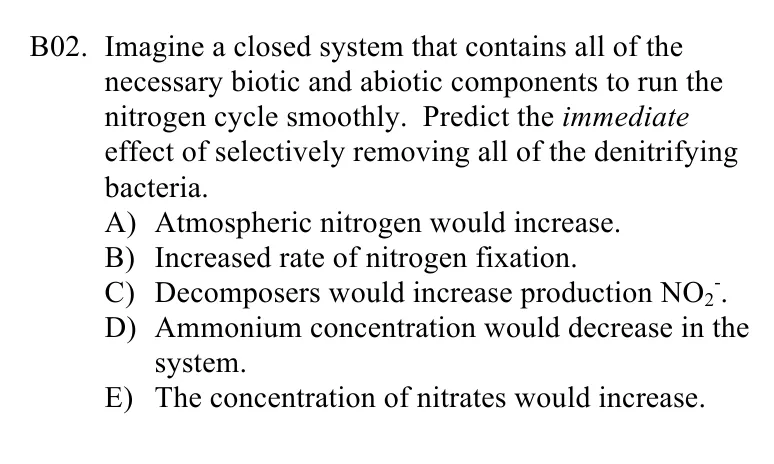 B02. Imagine a closed system that contains all of the
necessary biotic and abiotic components to run the
nitrogen cycle smoothly. Predict the immediate
effect of selectively removing all of the denitrifying
bacteria.
A) Atmospheric nitrogen would increase.
B) Increased rate of nitrogen fixation.
C) Decomposers would increase production NO₂⁻.
D) Ammonium concentration would decrease in the
system.
E) The concentration of nitrates would increase.